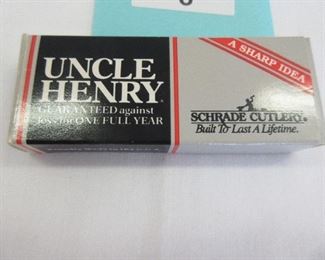 UNCLE
HENRY
GUARANTEED against
loss for ONE FULL YEAR
A SHARP IDEA
SCHRADE CUTLERY®
Built To Last A Lifetime.